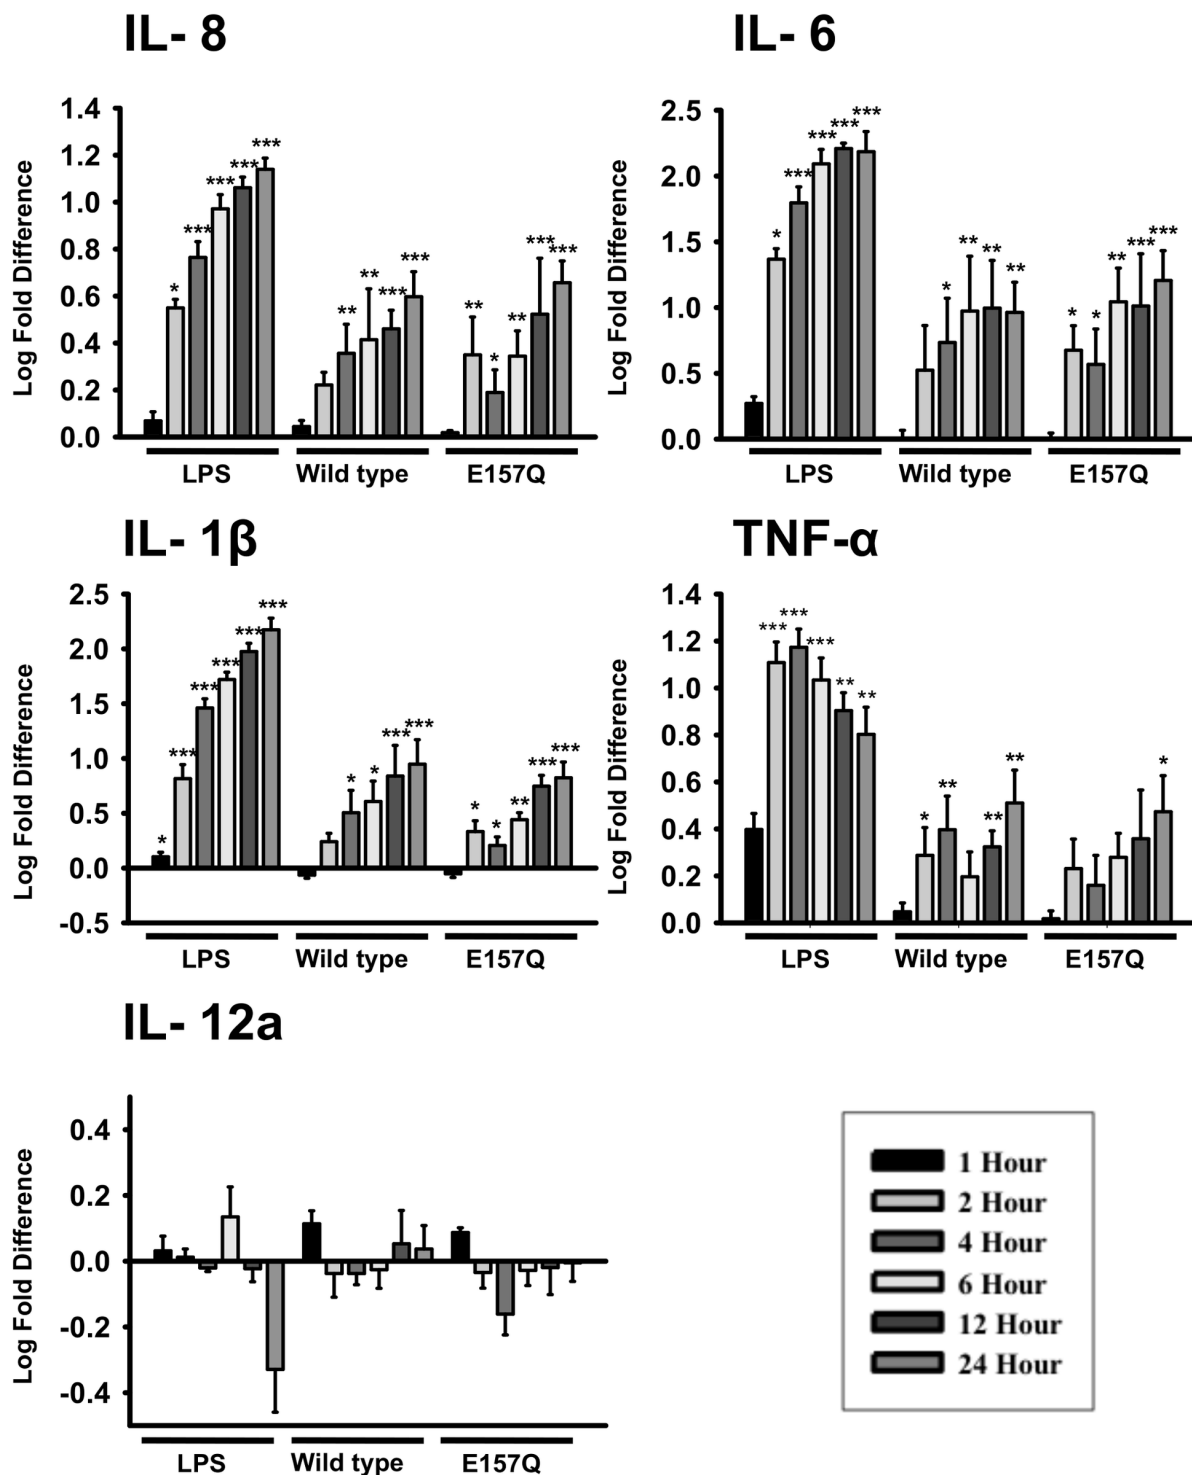 IL- 8
Log Fold Difference
1.4
1.2
1.0
0.8
0.6
0.4
0.2
0.0
* *** *** *** ***
** ** *** ***
** * ** *** ***
LPS Wild type E157Q
IL- 6
Log Fold Difference
2.5
2.0
1.5
1.0
0.5
0.0
* *** *** *** ***
* ** ** **
* * ** *** ***
LPS Wild type E157Q
IL- 1β
Log Fold Difference
2.5
2.0
1.5
1.0
0.5
0.0
-0.5
* *** *** *** *** ***
* * *** ***
* * ** *** ***
LPS Wild type E157Q
TNF-α
Log Fold Difference
1.4
1.2
1.0
0.8
0.6
0.4
0.2
0.0
*** *** *** ** **
* ** ** **
*
LPS Wild type E157Q
IL- 12a
Log Fold Difference
0.4
0.2
0.0
-0.2
-0.4
LPS Wild type E157Q
1 Hour
2 Hour
4 Hour
6 Hour
12 Hour
24 Hour